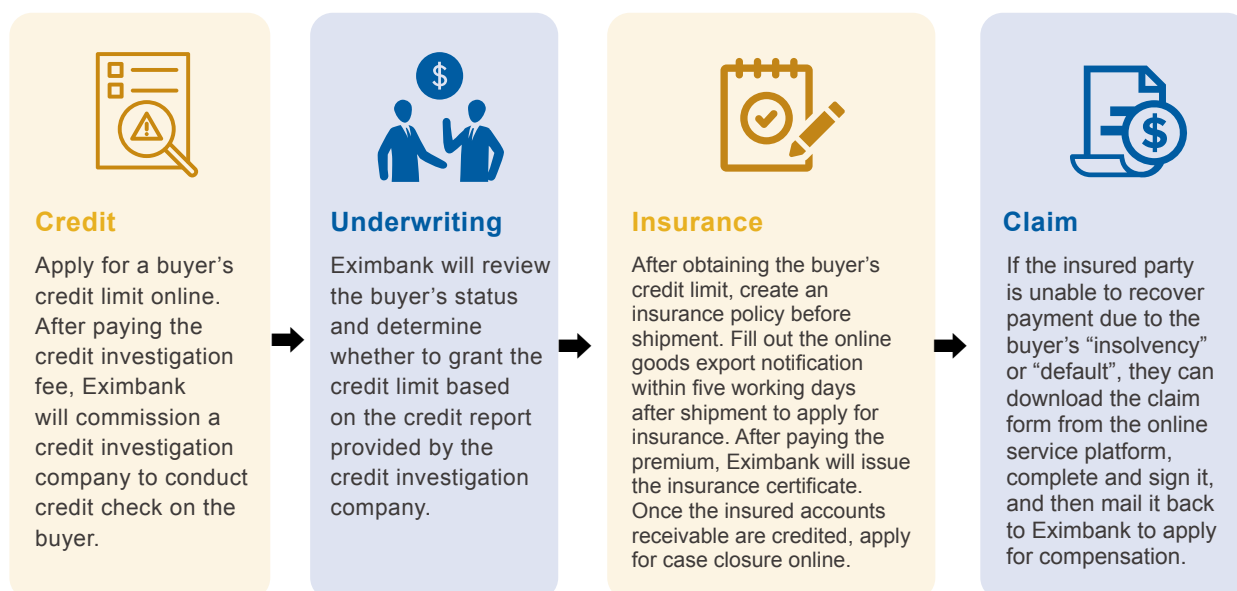 Credit
Apply for a buyer's
credit limit online.
After paying the
credit investigation
fee, Eximbank
will commission a
credit investigation
company to conduct
credit check on the
buyer.
$
Underwriting
Eximbank will review
the buyer's status
and determine
whether to grant the
credit limit based
on the credit report
provided by the
credit investigation
company.
Insurance
After obtaining the buyer's
credit limit, create an
insurance policy before
shipment. Fill out the online
goods export notification
within five working days
after shipment to apply for
insurance. After paying the
premium, Eximbank will issue
the insurance certificate.
Once the insured accounts
receivable are credited, apply
for case closure online.
$
Claim
If the insured party
is unable to recover
payment due to the
buyer's “insolvency”
or “default”, they can
download the claim
form from the online
service platform,
complete and sign it,
and then mail it back
to Eximbank to apply
for compensation.